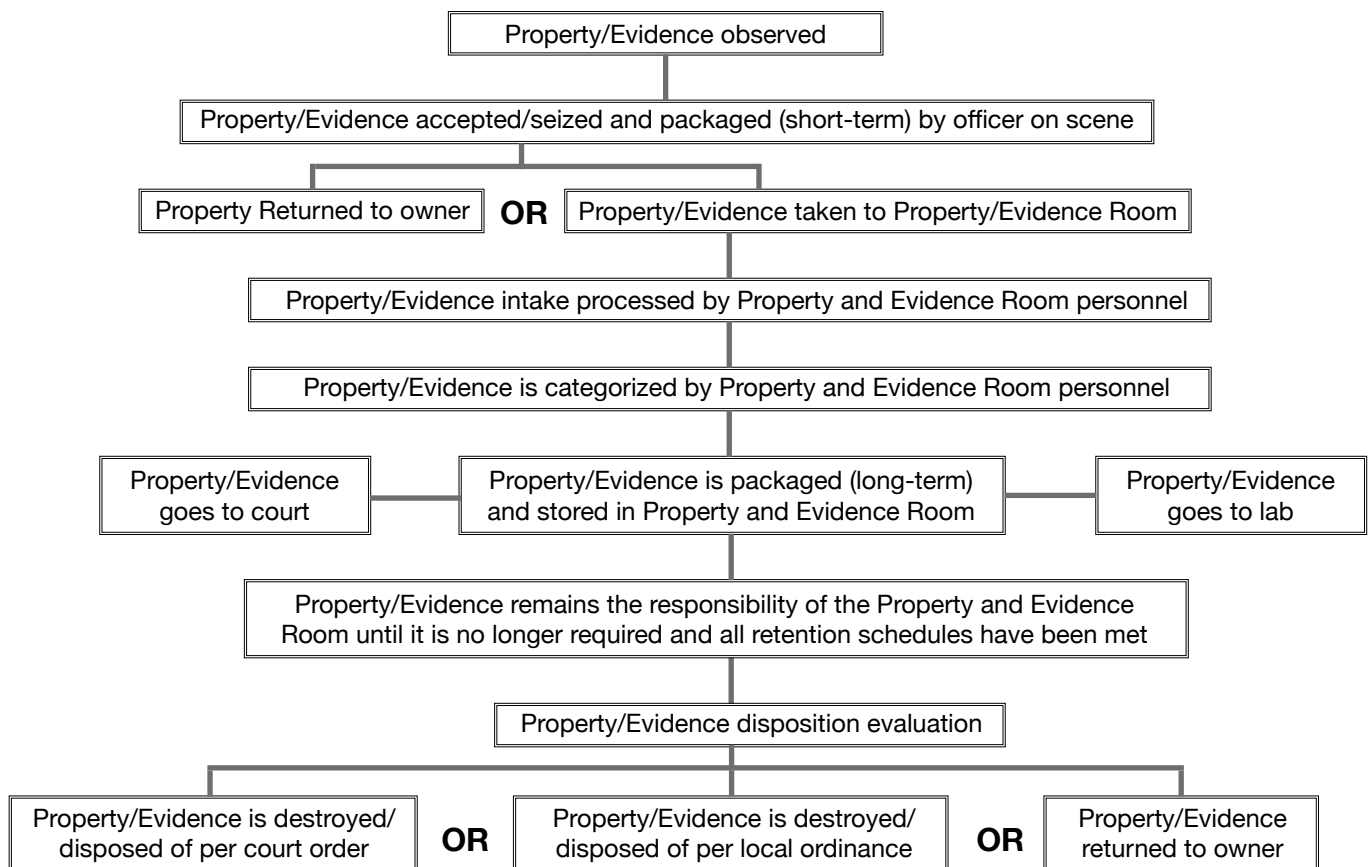 Property/Evidence observed
Property/Evidence accepted/seized and packaged (short-term) by officer on scene
Property Returned to owner
OR
Property/Evidence taken to Property/Evidence Room
Property/Evidence intake processed by Property and Evidence Room personnel
Property/Evidence is categorized by Property and Evidence Room personnel
Property/Evidence
goes to court
Property/Evidence is packaged (long-term)
and stored in Property and Evidence Room
Property/Evidence
goes to lab
Property/Evidence remains the responsibility of the Property and Evidence
Room until it is no longer required and all retention schedules have been met
Property/Evidence disposition evaluation
Property/Evidence is destroyed/
disposed of per court order
OR
Property/Evidence is destroyed/
disposed of per local ordinance
OR
Property/Evidence
returned to owner